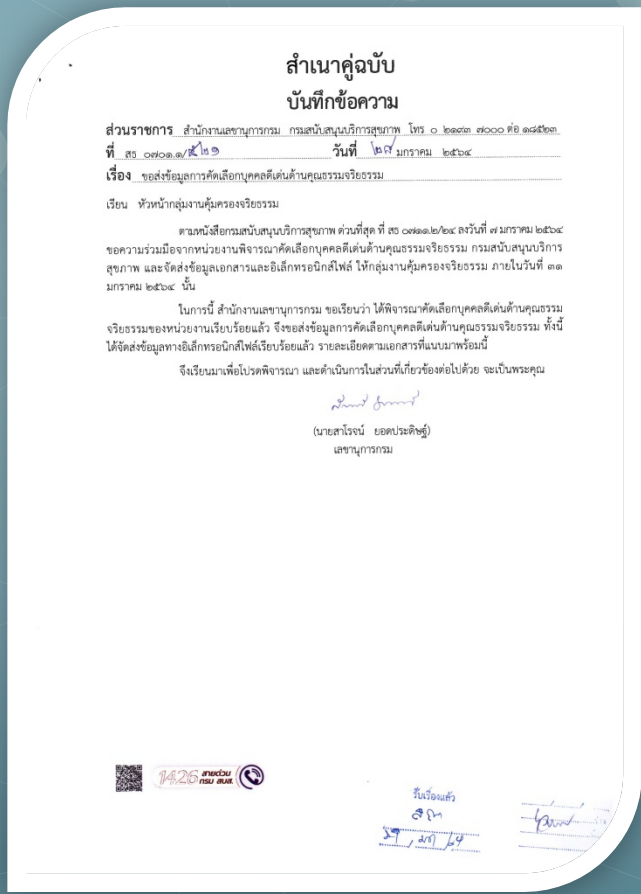 สำเนาคู่ฉบับ
บันทึกข้อความ
ส่วนราชการ สำนักงานเลขานุการกรม กรมสนับสนุนบริการสุขภาพ โทร ๐ ๒๑๙๓ ๗๐๐๐ ต่อ ๑๘๕๒๓
ที่ สธ ๐๗๐๑.๑/๕๒๑ วันที่ ๒๗ มกราคม ๒๕๖๔
เรื่อง ขอส่งข้อมูลการคัดเลือกบุคคลดีเด่นด้านคุณธรรมจริยธรรม
เรียน หัวหน้ากลุ่มงานคุ้มครองจริยธรรม
ตามหนังสือกรมสนับสนุนบริการสุขภาพ ด่วนที่สุด ที่ สธ ๐๗๑๑.๒/๒๔ ลงวันที่ ๗ มกราคม ๒๕๖๔
ขอความร่วมมือจากหน่วยงานพิจารณาคัดเลือกบุคคลดีเด่นด้านคุณธรรมจริยธรรม กรมสนับสนุนบริการ
สุขภาพ และจัดส่งข้อมูลเอกสารและอิเล็กทรอนิกส์ไฟล์ ให้กลุ่มงานคุ้มครองจริยธรรม ภายในวันที่ ๓๑
มกราคม ๒๕๖๔ นั้น
ในการนี้ สำนักงานเลขานุการกรม ขอเรียนว่า ได้พิจารณาคัดเลือกบุคคลดีเด่นด้านคุณธรรม
จริยธรรมของหน่วยงานเรียบร้อยแล้ว จึงขอส่งข้อมูลการคัดเลือกบุคคลดีเด่นด้านคุณธรรมจริยธรรม ทั้งนี้
ได้จัดส่งข้อมูลทางอิเล็กทรอนิกส์ไฟล์เรียบร้อยแล้ว รายละเอียดตามเอกสารที่แนบมาพร้อมนี้
จึงเรียนมาเพื่อโปรดพิจารณา และดำเนินการในส่วนที่เกี่ยวข้องต่อไปด้วย จะเป็นพระคุณ
(นายสาโรจน์ ยอดประดิษฐ์)
เลขานุการกรม
1426 สายด่วน
กรม สบส.
รับเรื่องแล้ว